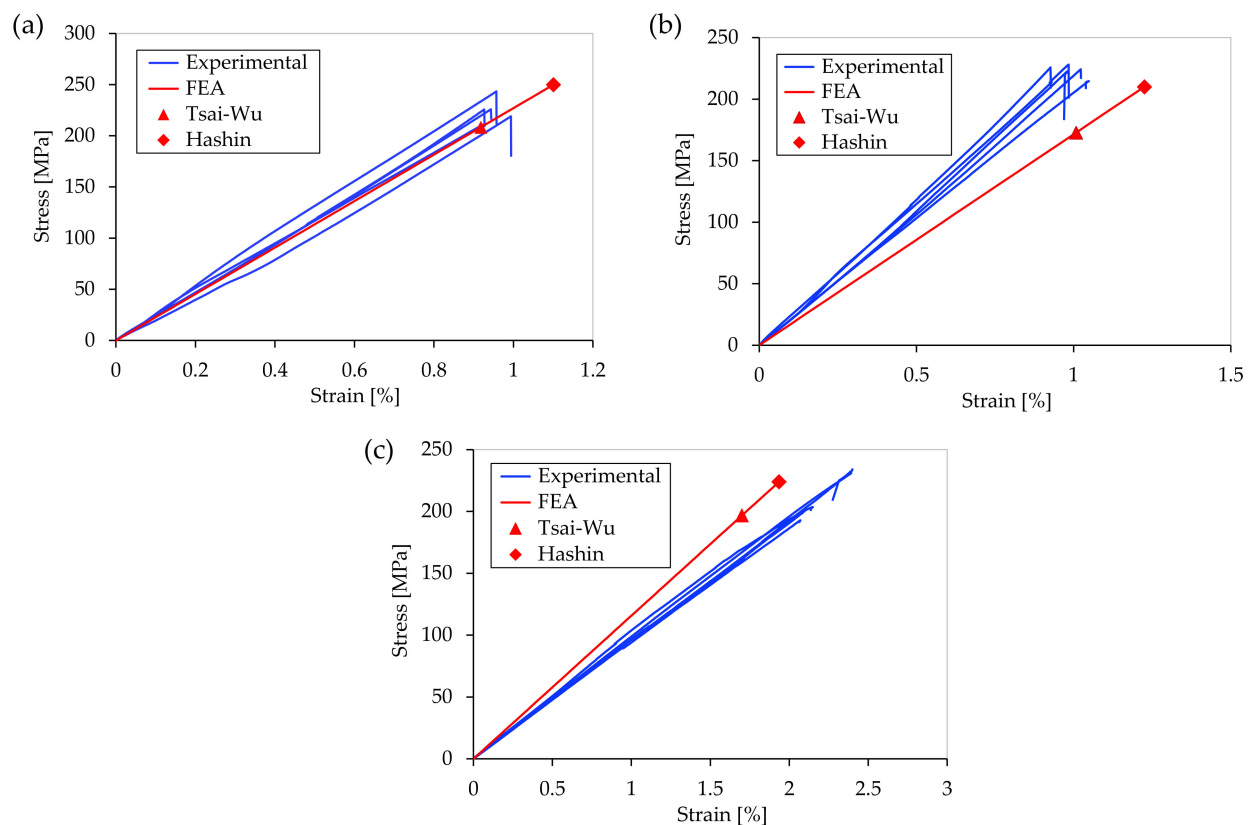 (a)
300
250
200
150
100
50
0
Stress [MPa]
Experimental
FEA
Tsai-Wu
Hashin
0 0.2 0.4 0.6 0.8 1 1.2
Strain [%]
(b)
250
200
150
100
50
0
Stress [MPa]
Experimental
FEA
Tsai-Wu
Hashin
0 0.5 1 1.5
Strain [%]
(c)
250
200
150
100
50
0
Stress [MPa]
Experimental
FEA
Tsai-Wu
Hashin
0 0.5 1 1.5 2 2.5 3
Strain [%]